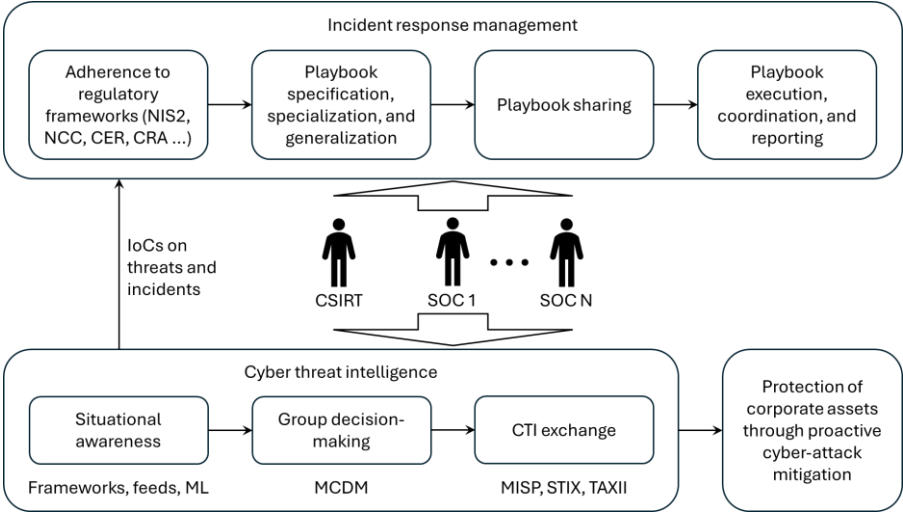 Incident response management
Adherence to
regulatory
frameworks (NIS2,
NCC, CER, CRA ...)
Playbook
specification,
specialization, and
generalization
Playbook sharing
Playbook
execution,
coordination, and
reporting
IoCs on
threats and
incidents
CSIRT
SOC 1
SOC N
Cyber threat intelligence
Situational
awareness
Group decision-
making
CTI exchange
Frameworks, feeds, ML
MCDM
MISP, STIX, TAXII
Protection of
corporate assets
through proactive
cyber-attack
mitigation